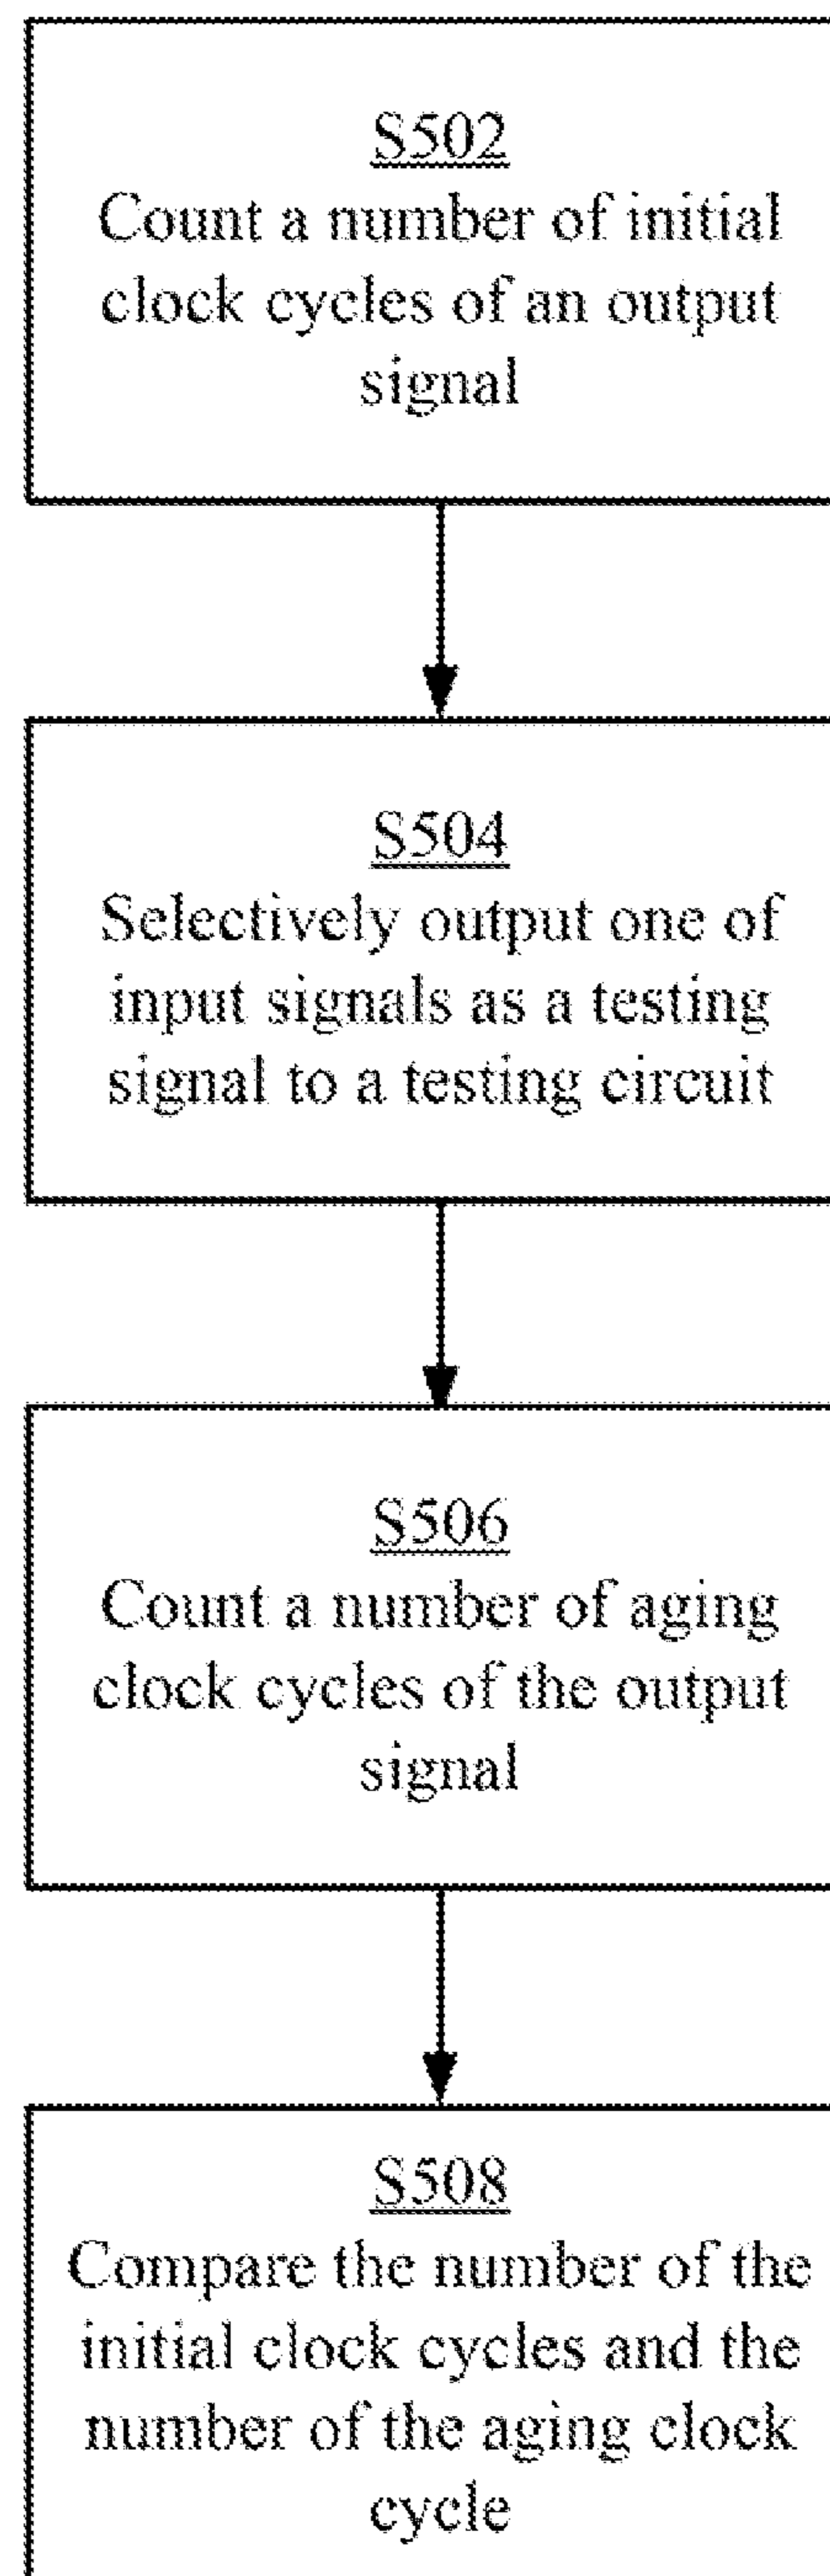 S502
Count a number of initial
clock cycles of an output
signal
S504
Selectively output one of
input signals as a testing
signal to a testing circuit
S506
Count a number of aging
clock cycles of the output
signal
S508
Compare the number of the
initial clock cycles and the
number of the aging clock
cycle